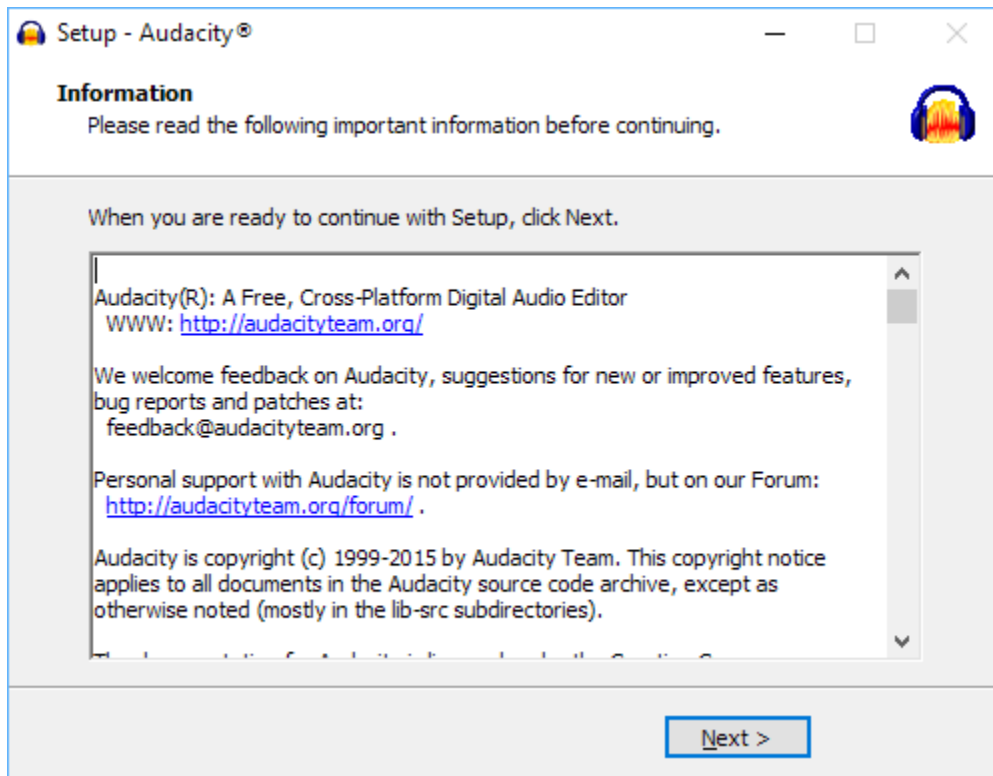 Setup - Audacity®
Information
Please read the following important information before continuing.
When you are ready to continue with Setup, click Next.
Audacity(R): A Free, Cross-Platform Digital Audio Editor
WWW: http://audacityteam.org/
We welcome feedback on Audacity, suggestions for new or improved features,
bug reports and patches at:
feedback@audacityteam.org .
Personal support with Audacity is not provided by e-mail, but on our Forum:
http://audacityteam.org/forum/ .
Audacity is copyright (c) 1999-2015 by Audacity Team. This copyright notice
applies to all documents in the Audacity source code archive, except as
otherwise noted (mostly in the lib-src subdirectories).
Next >